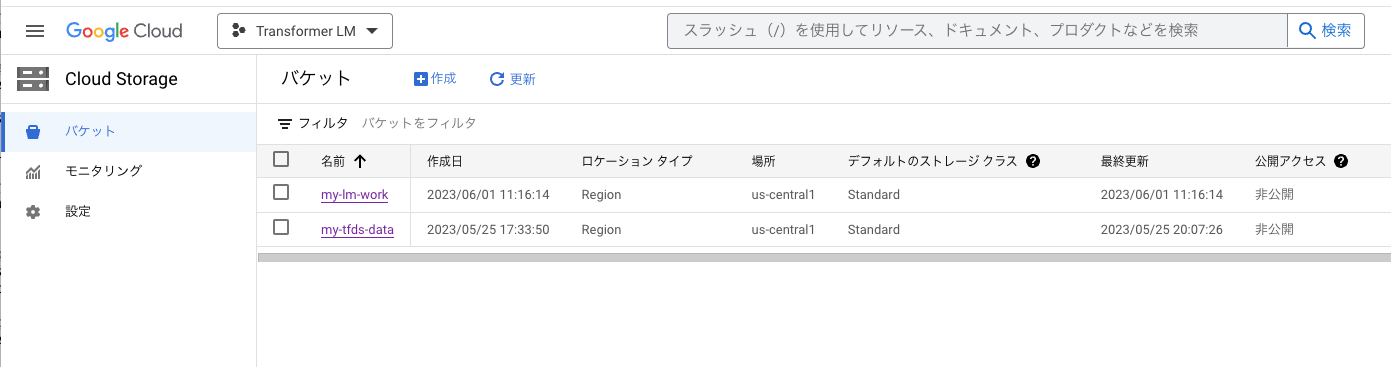 Google Cloud Transformer LM スラッシュ（/）を使用してリソース、ドキュメント、プロダクトなどを検索 検索
Cloud Storage
バケット
モニタリング
設定
バケット 作成 更新
フィルタ バケットをフィルタ
名前 作成日 ロケーション タイプ 場所 デフォルトのストレージ クラス 最終更新 公開アクセス
my-lm-work 2023/06/01 11:16:14 Region us-central1 Standard 2023/06/01 11:16:14 非公開
my-tfds-data 2023/05/25 17:33:50 Region us-central1 Standard 2023/05/25 20:07:26 非公開